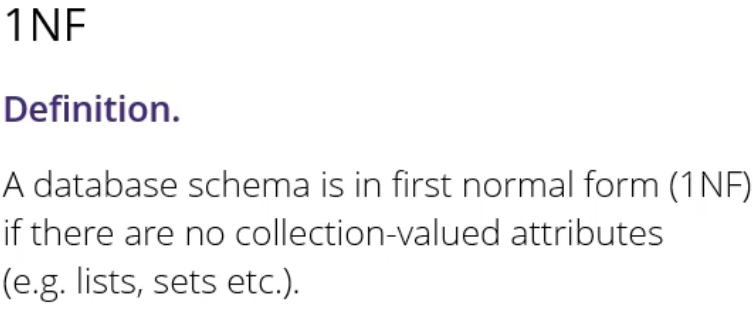 1NF
Definition.
A database schema is in first normal form (1NF)
if there are no collection-valued attributes
(e.g. lists, sets etc.).